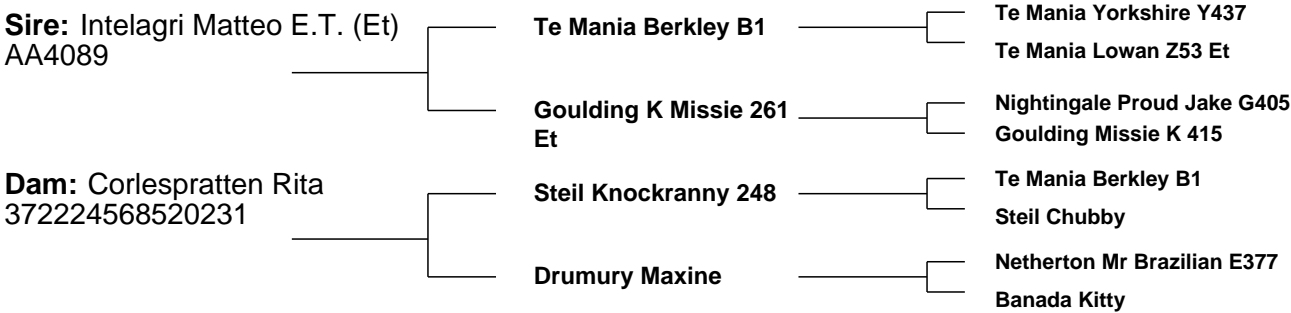 Sire: Intelagri Matteo E.T. (Et)
AA4089
Te Mania Berkley B1
Te Mania Yorkshire Y437
Te Mania Lowan Z53 Et
Goulding K Missie 261
Et
Nightingale Proud Jake G405
Goulding Missie K 415
Dam: Corlespratten Rita
372224568520231
Steil Knockranny 248
Te Mania Berkley B1
Steil Chubby
Drumury Maxine
Netherton Mr Brazilian E377
Banada Kitty